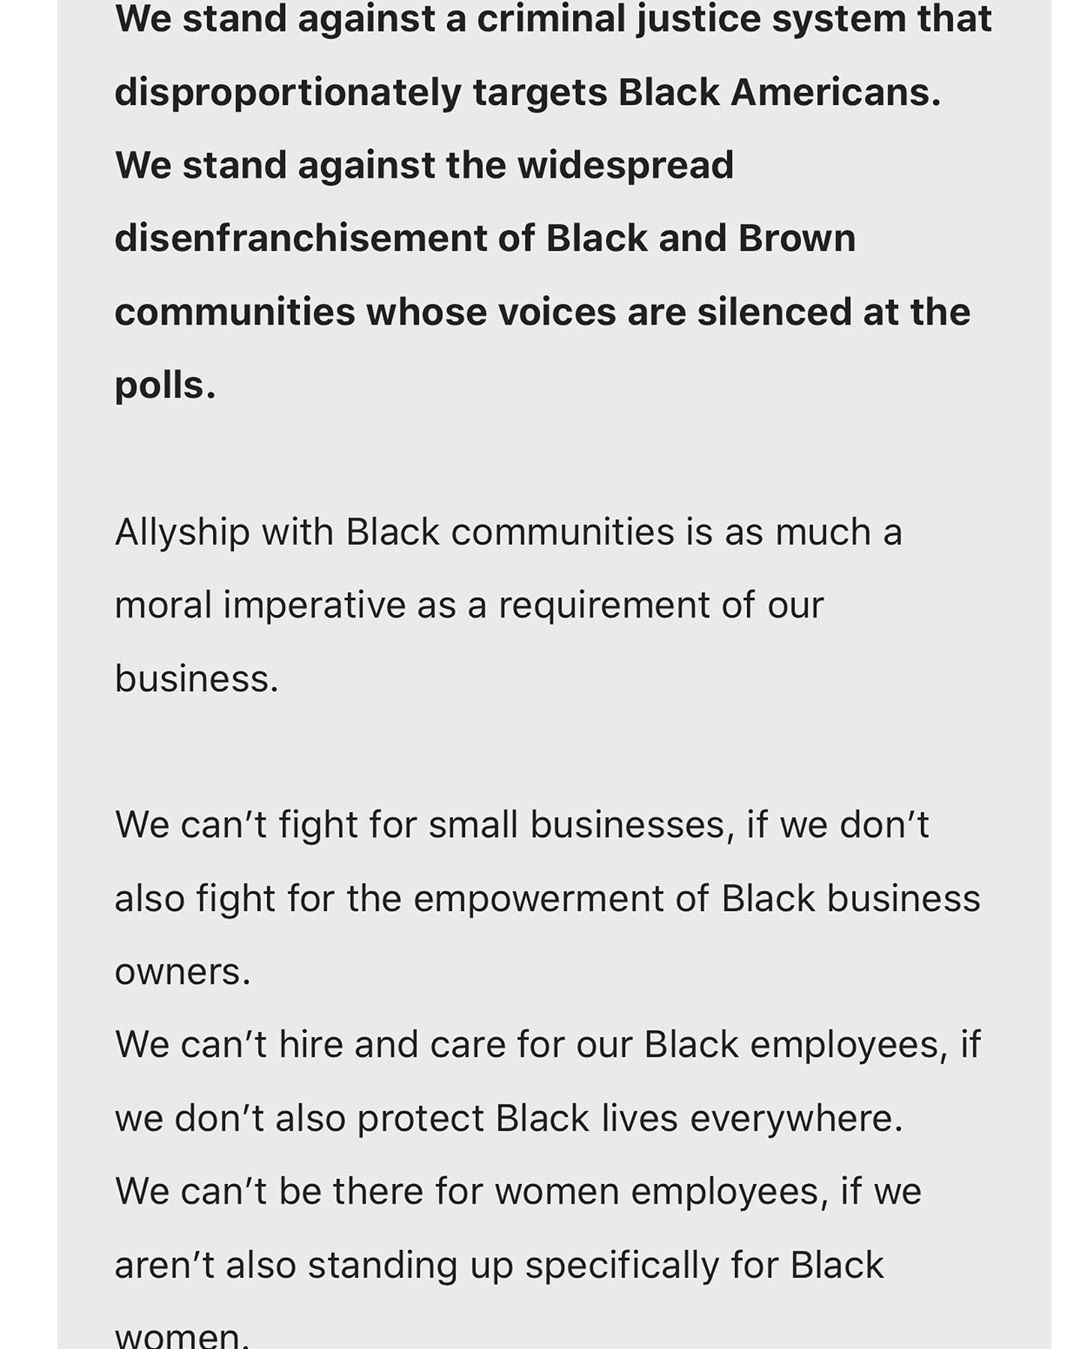 We stand against a criminal justice system that
disproportionately targets Black Americans.
We stand against the widespread
disenfranchisement of Black and Brown
communities whose voices are silenced at the
polls.
Allyship with Black communities is as much a
moral imperative as a requirement of our
business.
We can’t fight for small businesses, if we don’t
also fight for the empowerment of Black business
owners.
We can’t hire and care for our Black employees, if
we don’t also protect Black lives everywhere.
We can’t be there for women employees, if we
aren’t also standing up specifically for Black
women.